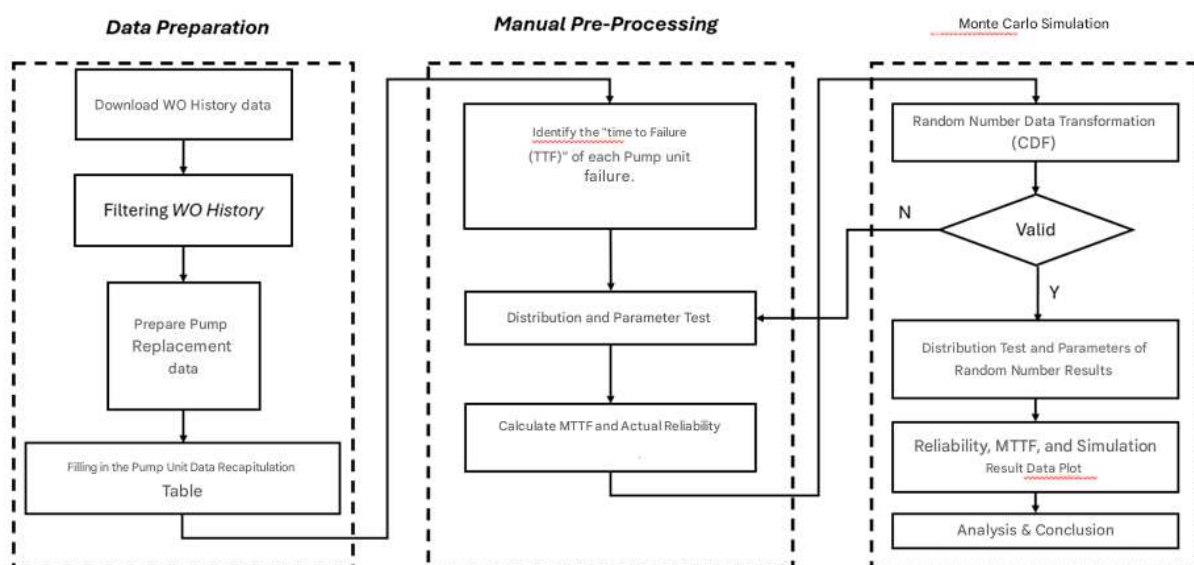 Data Preparation
Download WO History data
Filtering WO History
Prepare Pump
Replacement
data
Filling in the Pump Unit Data Recapitulation
Table
Manual Pre-Processing
Identify the "time to Failure
(TTF)" of each Pump unit
failure.
Distribution and Parameter Test
Calculate MTTF and Actual Reliability
Monte Carlo Simulation
Random Number Data Transformation
(CDF)
Valid
N
Y
Distribution Test and Parameters of
Random Number Results
Reliability, MTTF, and Simulation
Result Data Plot
Analysis & Conclusion